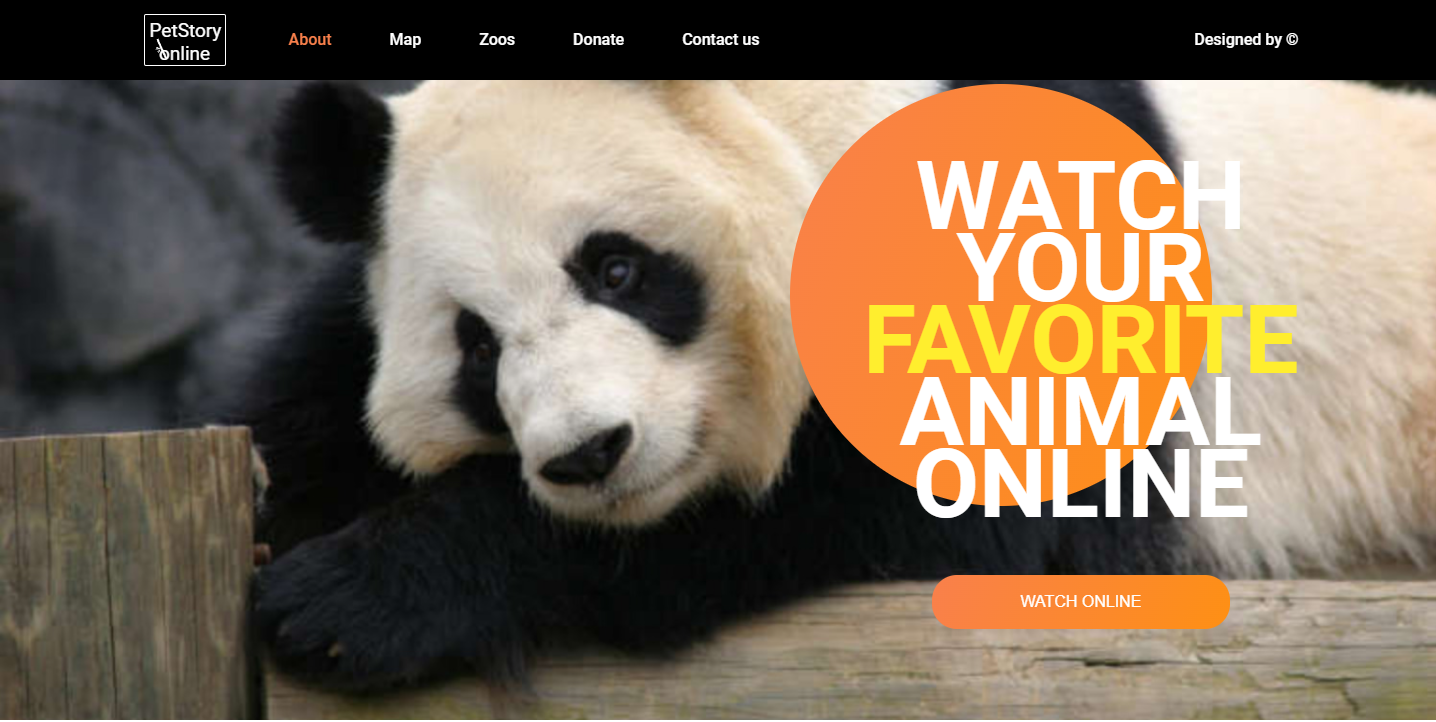 PetStory
online
About Map Zoos Donate Contact us Designed by ©
WATCH
YOUR
FAVORITE
ANIMAL
ONLINE
WATCH ONLINE